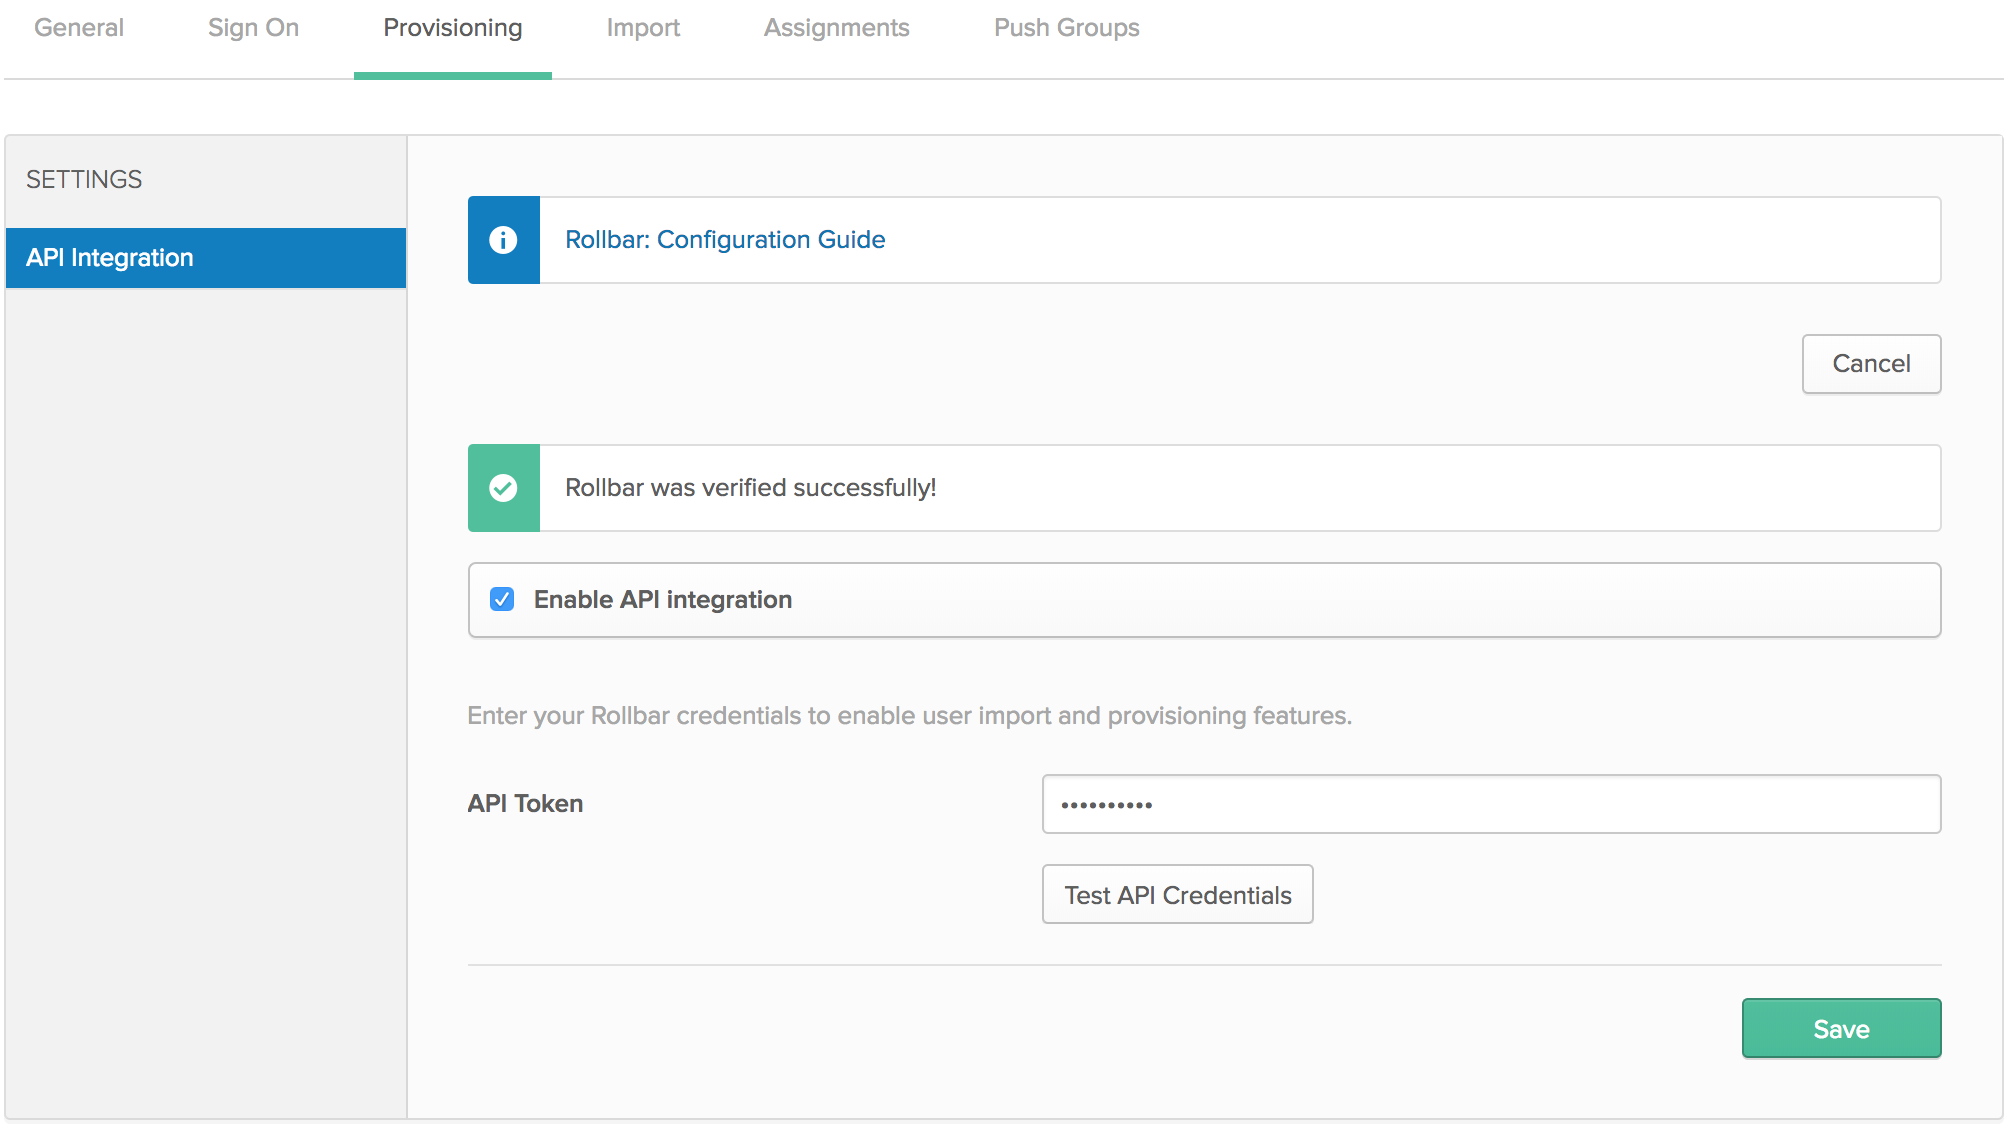 General Sign On Provisioning Import Assignments Push Groups
SETTINGS
API Integration
Rollbar: Configuration Guide
Cancel
Rollbar was verified successfully!
Enable API integration
Enter your Rollbar credentials to enable user import and provisioning features.
API Token ••••••••••
Test API Credentials
Save